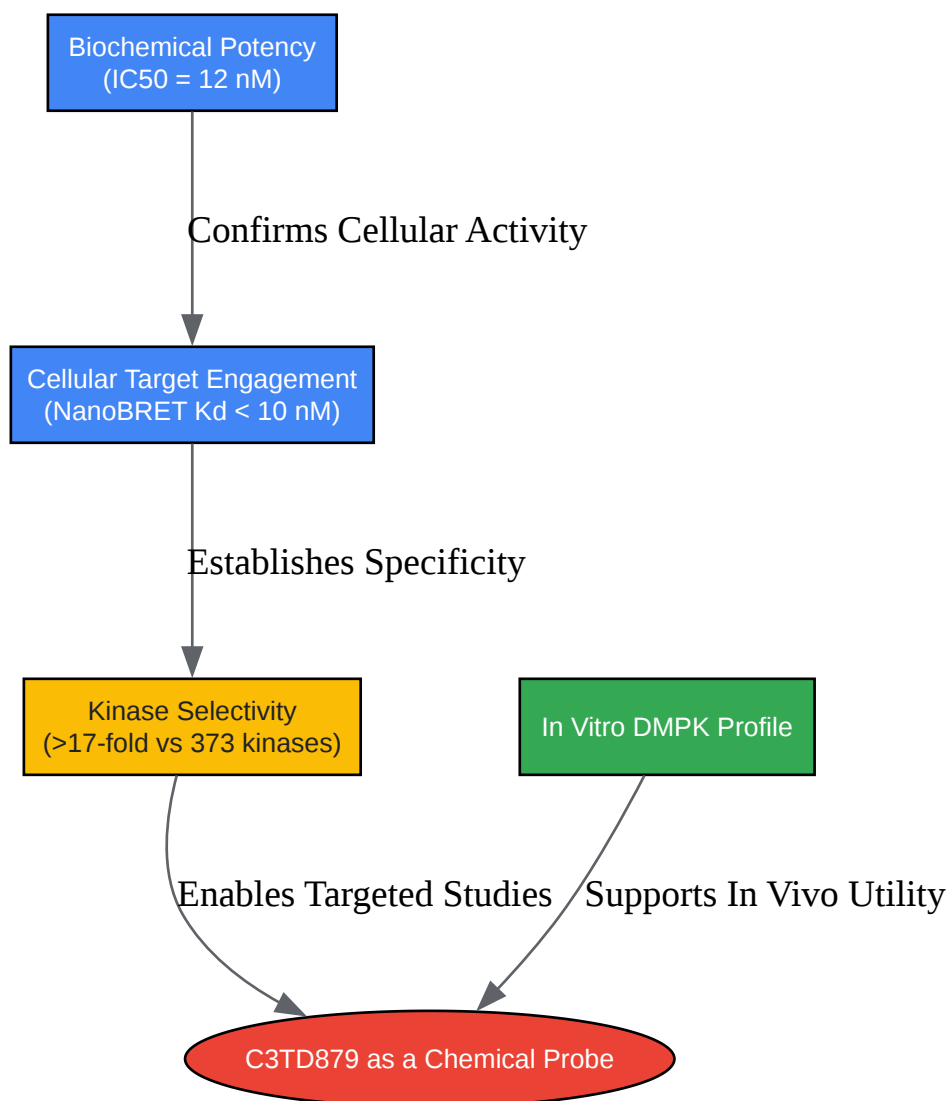 Biochemical Potency
(IC50 = 12 nM)
Confirms Cellular Activity
Cellular Target Engagement
(NanoBRET Kd < 10 nM)
Establishes Specificity
Kinase Selectivity
(>17-fold vs 373 kinases)
In Vitro DMPK Profile
Enables Targeted Studies
Supports In Vivo Utility
C3TD879 as a Chemical Probe